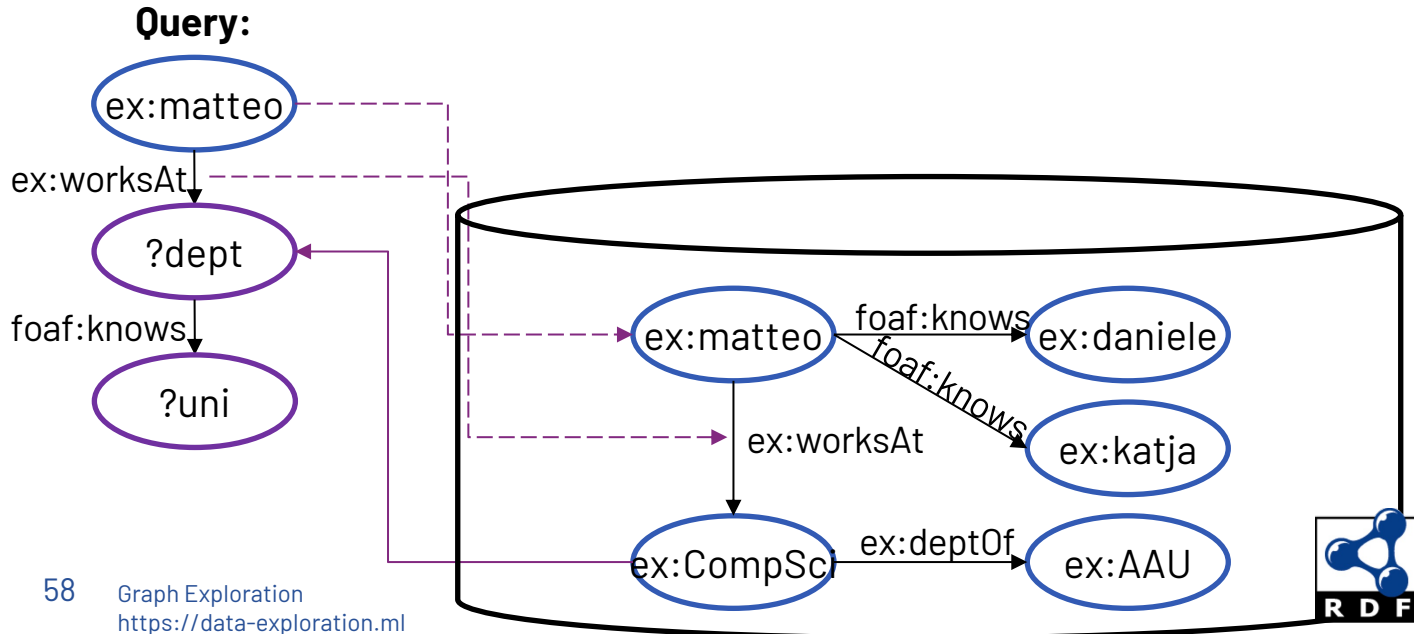 Query:
ex:matteo
ex:worksAt
?dept
foaf:knows
?uni
ex:matteo
foaf:knows
ex:daniele
foaf:knows
ex:katja
ex:worksAt
ex:CompSci
ex:deptOf
ex:AAU
RDF
58
Graph Exploration
https://data-exploration.ml